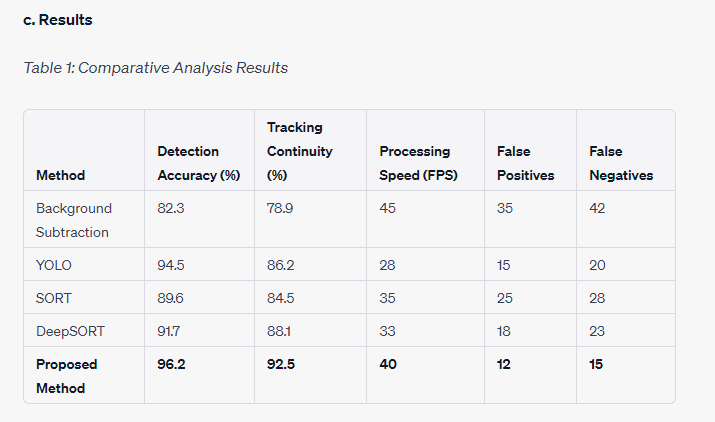 c. Results
Table 1: Comparative Analysis Results
Method Detection Accuracy (%) Tracking Continuity (%) Processing Speed (FPS) False Positives False Negatives
Background Subtraction 82.3 78.9 45 35 42
YOLO 94.5 86.2 28 15 20
SORT 89.6 84.5 35 25 28
DeepSORT 91.7 88.1 33 18 23
Proposed Method 96.2 92.5 40 12 15